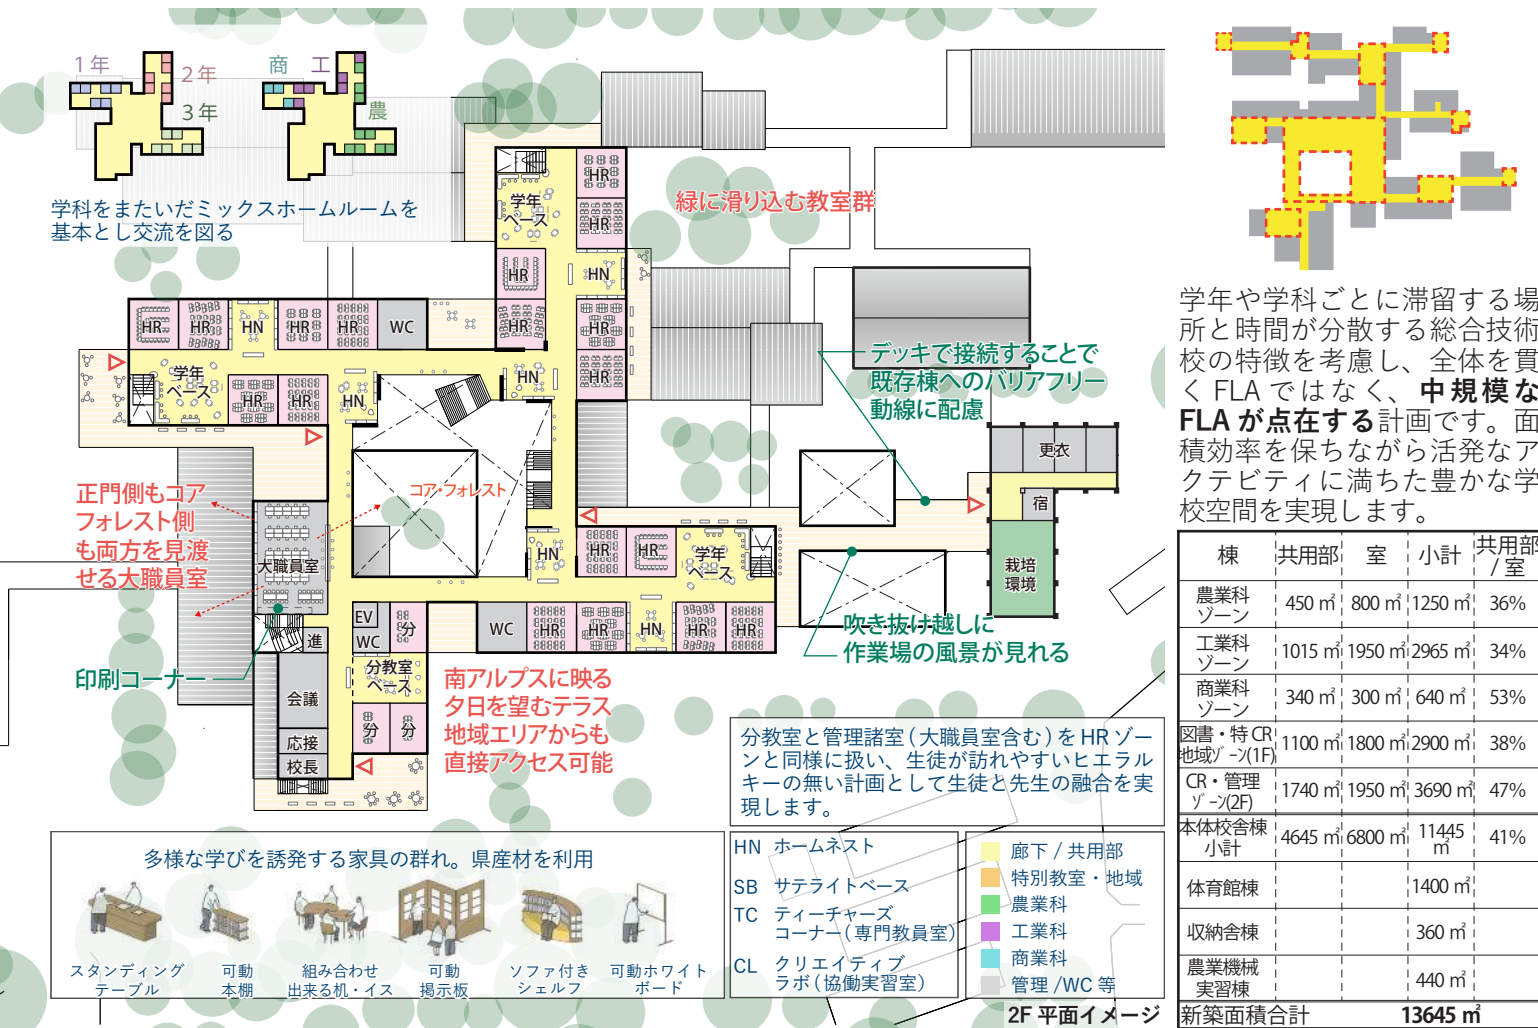 1年
2年
3年
商
工
農
学科をまたいだミックスホームルームを
基本とし交流を図る
緑に滑り込む教室群
学年
ベース
HR
HR
HR
HN
HR
HR
HR
HN
HR
HR
HN
HR
HR
WC
学年
ベース
HR
HR
HN
コア・フォレスト
デッキで接続することで
既存棟へのバリアフリー
動線に配慮
更衣
宿
栽培
環境
正門側もコア
フォレスト側
も両方を見渡
せる大職員室
大職員室
印刷コーナー
進
会議
応接
校長
EV
WC
分
分教室
ベース
分
分
HN
HR
HR
学年
ベース
WC
HR
HR
HN
HR
HR
吹き抜け越しに
作業場の風景が見れる
南アルプスに映る
夕日を望むテラス
地域エリアからも
直接アクセス可能
分教室と管理諸室(大職員室含む)をHRゾー
ンと同様に扱い、生徒が訪れやすいヒエラル
キーの無い計画として生徒と先生の融合を実
現します。
多様な学びを誘発する家具の群れ。県産材を利用
スタンディング
テーブル
可動
本棚
組み合わせ
出来る机・イス
可動
掲示板
ソファ付き
シェルフ
可動ホワイト
ボード
HN ホームネスト
SB サテライトベース
TC ティーチャーズ
コーナー(専門教員室)
CL クリエイティブ
ラボ(協働実習室)
廊下 / 共用部
特別教室・地域
農業科
工業科
商業科
管理 /WC 等
2F 平面イメージ
学年や学科ごとに滞留する場
所と時間が分散する総合技術
校の特徴を考慮し、全体を貫
く FLA ではなく、中規模な
FLA が点在する計画です。面
積効率を保ちながら活発なア
クテビティに満ちた豊かな学
校空間を実現します。
棟 共用部 室 小計 共用部/ 室
農業科ゾーン 450 ㎡ 800 ㎡ 1250 ㎡ 36%
工業科ゾーン 1015 ㎡ 1950 ㎡ 2965 ㎡ 34%
商業科ゾーン 340 ㎡ 300 ㎡ 640 ㎡ 53%
図書・特 CR地域ゾーン(1F) 1100 ㎡ 1800 ㎡ 2900 ㎡ 38%
CR・管理ゾーン(2F) 1740 ㎡ 1950 ㎡ 3690 ㎡ 47%
本体校舎棟小計 4645 ㎡ 6800 ㎡ 11445㎡ 41%
体育館棟 1400 ㎡
収納舎棟 360 ㎡
農業機械実習棟 440 ㎡
新築面積合計 13645 ㎡